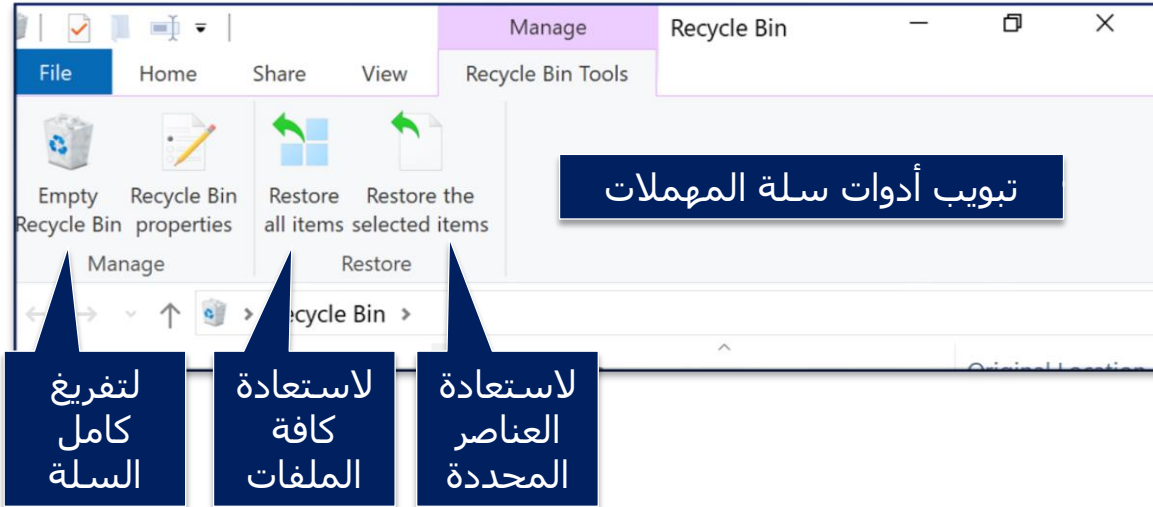 Manage
Recycle Bin
File Home Share View Recycle Bin Tools
Empty Recycle Bin
Recycle Bin properties
Restore all items
Restore the selected items
Manage
Restore
تبويب أدوات سلة المهملات
Bin
لتفريغ
كامل
السلة
لاستعادة
كافة
الملفات
لاستعادة
العناصر
المحددة